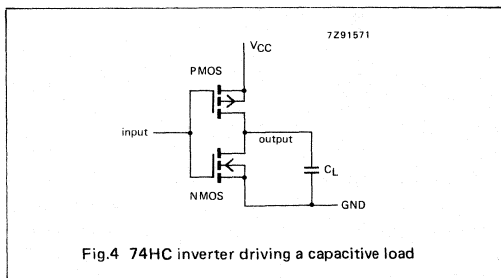 7Z91571
VCC
PMOS
input
output
CL
NMOS
GND
Fig.4 74HC inverter driving a capacitive load